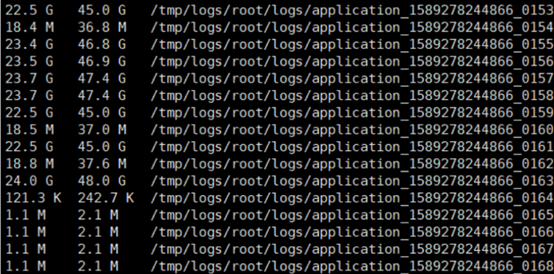 22.5 G 45.0 G /tmp/logs/root/logs/application_1589278244866_0153
18.4 M 36.8 M /tmp/logs/root/logs/application_1589278244866_0154
23.4 G 46.8 G /tmp/logs/root/logs/application_1589278244866_0155
23.5 G 46.9 G /tmp/logs/root/logs/application_1589278244866_0156
23.7 G 47.4 G /tmp/logs/root/logs/application_1589278244866_0157
23.7 G 47.4 G /tmp/logs/root/logs/application_1589278244866_0158
22.5 G 45.0 G /tmp/logs/root/logs/application_1589278244866_0159
18.5 M 37.0 M /tmp/logs/root/logs/application_1589278244866_0160
22.5 G 45.0 G /tmp/logs/root/logs/application_1589278244866_0161
18.8 M 37.6 M /tmp/logs/root/logs/application_1589278244866_0162
24.0 G 48.0 G /tmp/logs/root/logs/application_1589278244866_0163
121.3 K 242.7 K /tmp/logs/root/logs/application_1589278244866_0164
1.1 M 2.1 M /tmp/logs/root/logs/application_1589278244866_0165
1.1 M 2.1 M /tmp/logs/root/logs/application_1589278244866_0166
1.1 M 2.1 M /tmp/logs/root/logs/application_1589278244866_0167
1.1 M 2.1 M /tmp/logs/root/logs/application_1589278244866_0168